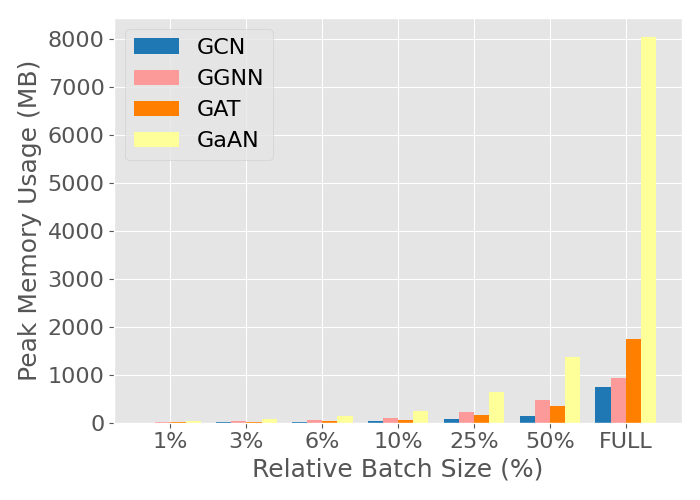 8000
7000
6000
5000
4000
3000
2000
1000
0
Peak Memory Usage (MB)
GCN
GGNN
GAT
GaAN
1% 3% 6% 10% 25% 50% FULL
Relative Batch Size (%)